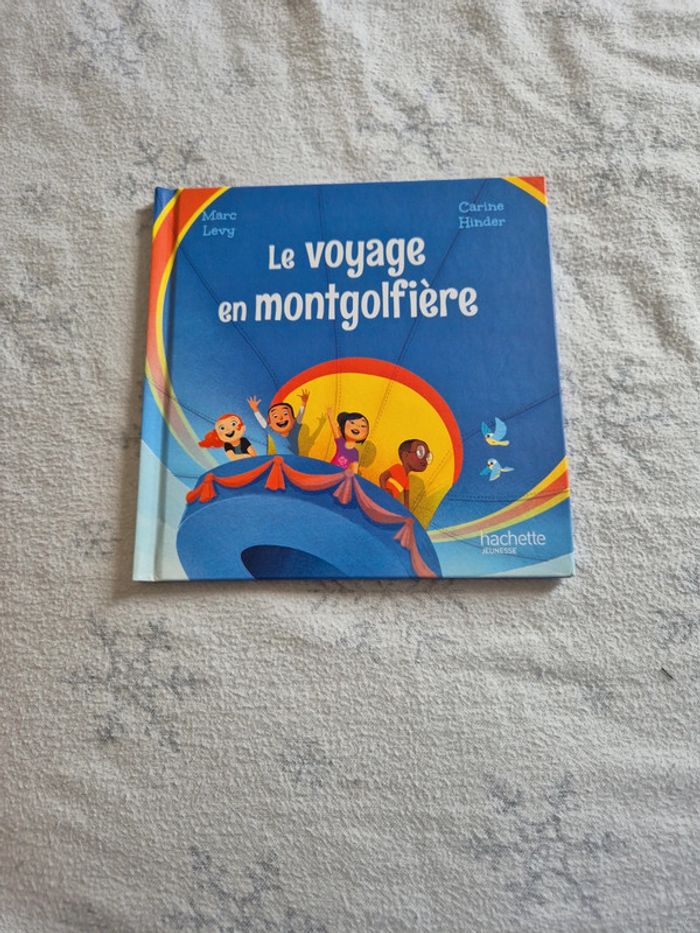 Marc
Levy
Carine
Hinder
Le voyage
en montgolfière
hachette
JEUNESSE